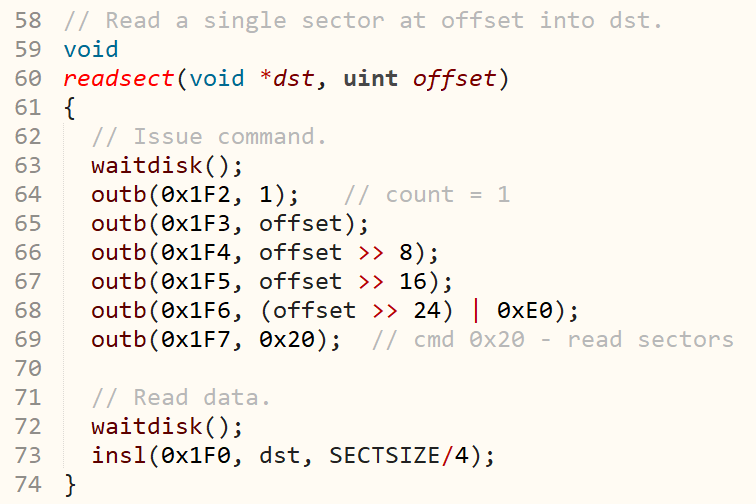 58 // Read a single sector at offset into dst.
59 void
60 readsect(void *dst, uint offset)
61 {
62   // Issue command.
63   waitdisk();
64   outb(0x1F2, 1);   // count = 1
65   outb(0x1F3, offset);
66   outb(0x1F4, offset >> 8);
67   outb(0x1F5, offset >> 16);
68   outb(0x1F6, (offset >> 24) | 0xE0);
69   outb(0x1F7, 0x20);  // cmd 0x20 - read sectors
70
71   // Read data.
72   waitdisk();
73   insl(0x1F0, dst, SECTSIZE/4);
74 }